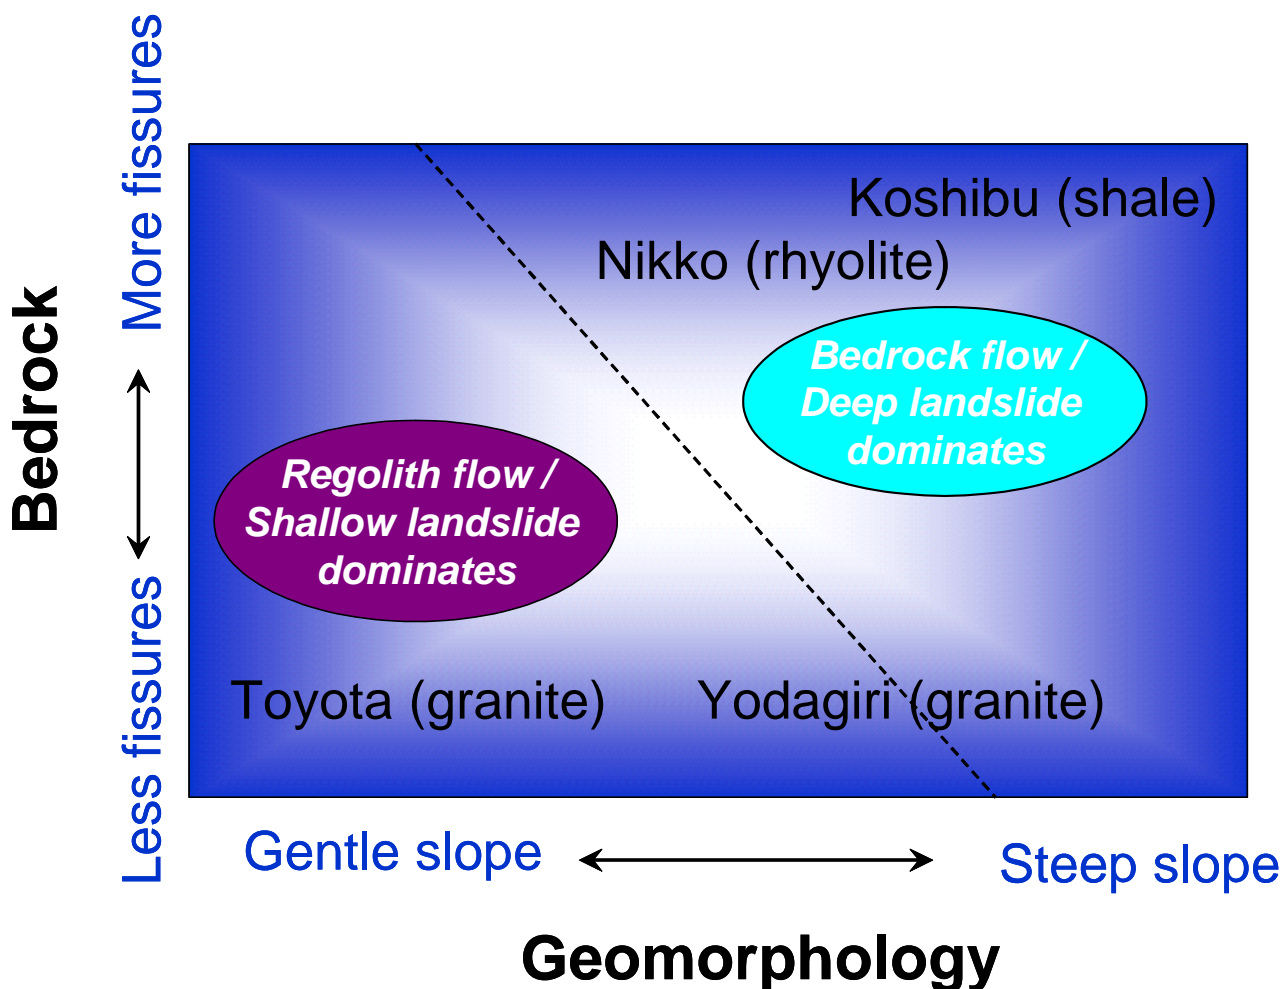 Bedrock
More fissures
Less fissures
Koshibu (shale)
Nikko (rhyolite)
Bedrock flow /
Deep landslide
dominates
Regolith flow /
Shallow landslide
dominates
Toyota (granite)
Yodagiri (granite)
Gentle slope
Steep slope
Geomorphology